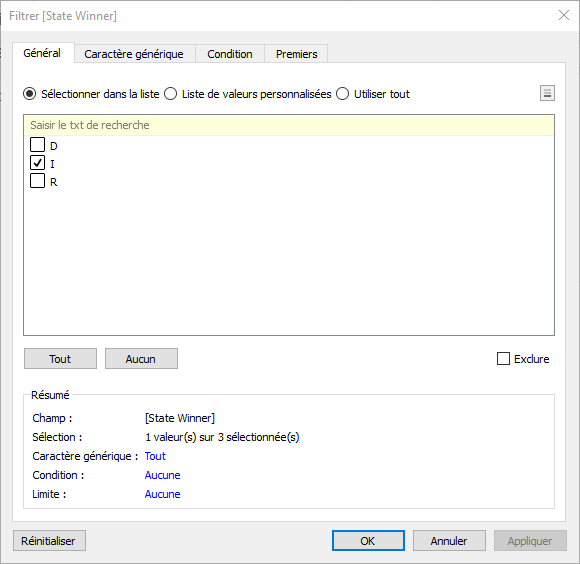 Filtrer [State Winner]
Général Caractère générique Condition Premiers
Sélectionner dans la liste Liste de valeurs personnalisées Utiliser tout
Saisir le txt de recherche
D
I
R
Tout Aucun Exclure
Résumé
Champ : [State Winner]
Sélection : 1 valeur(s) sur 3 sélectionnée(s)
Caractère générique : Tout
Condition : Aucune
Limite : Aucune
Réinitialiser OK Annuler Appliquer